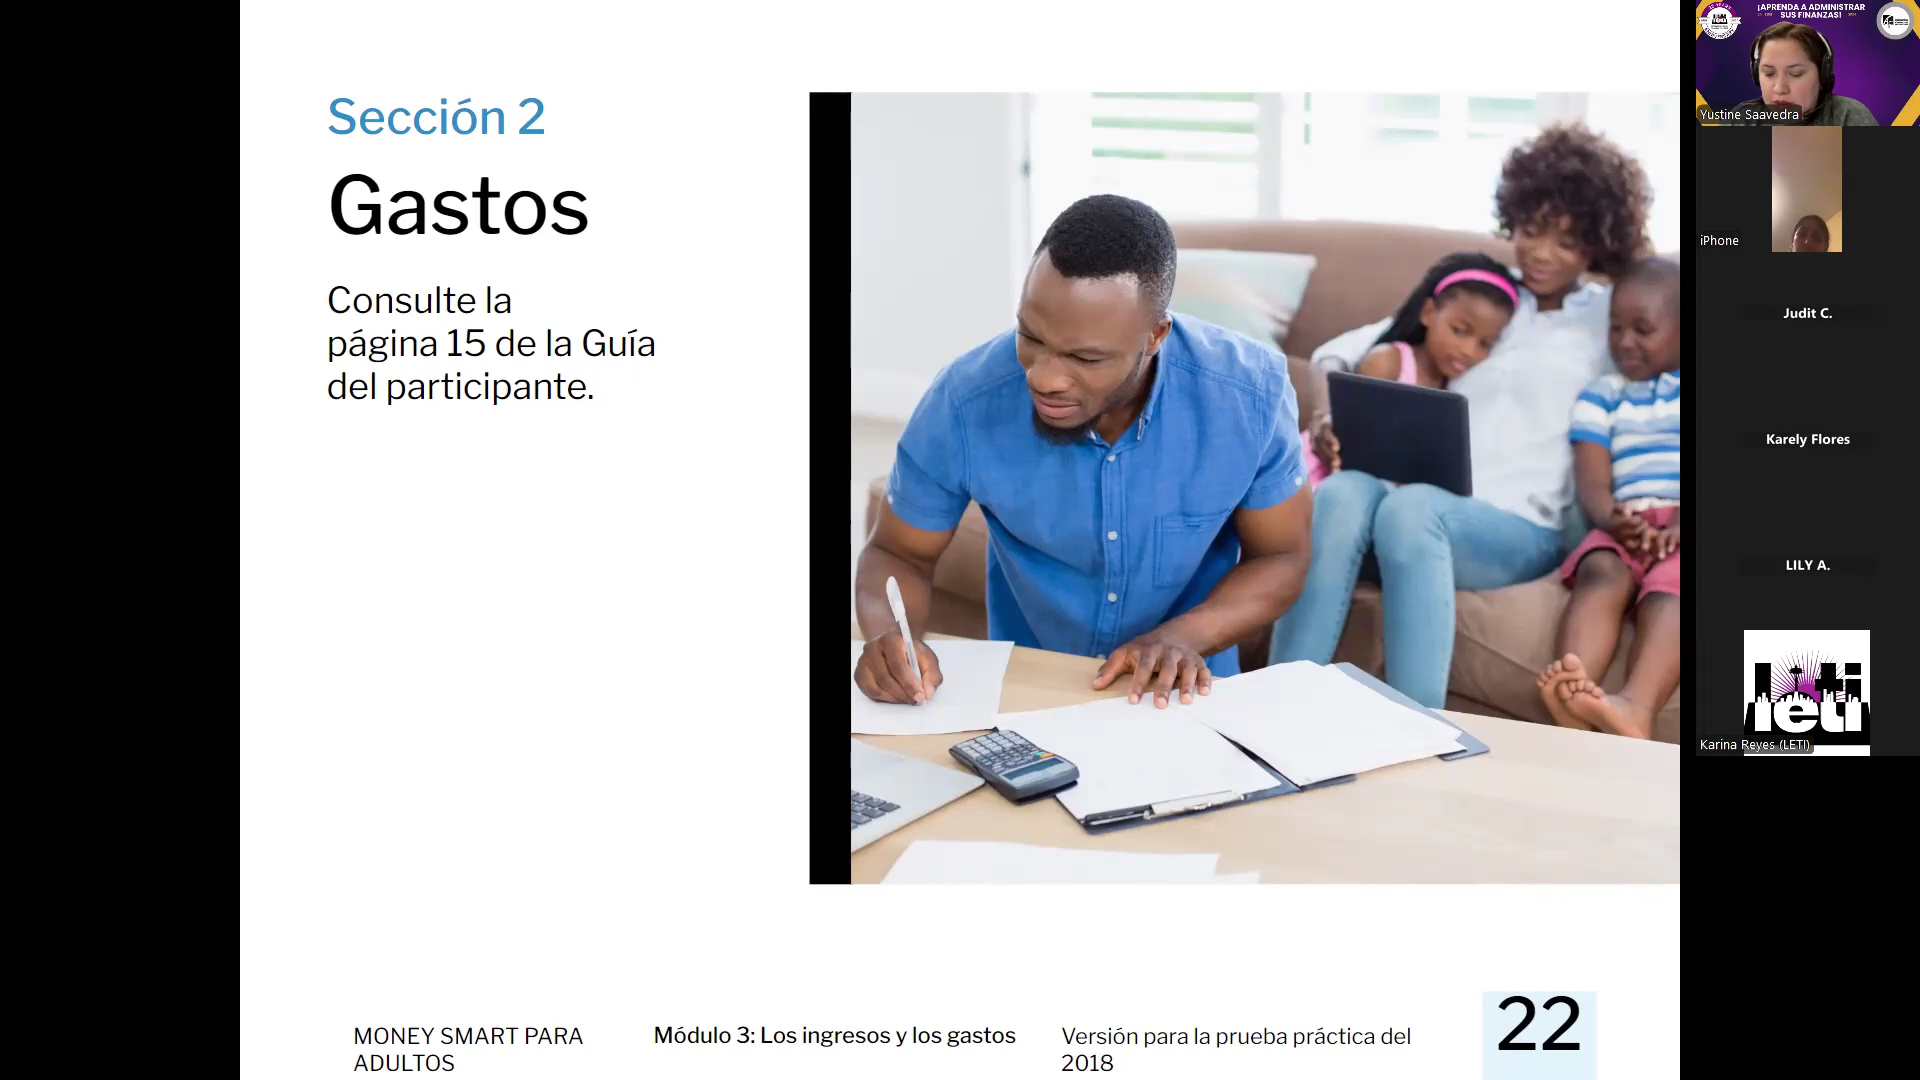 Sección 2
Gastos
Consulte la
página 15 de la Guía
del participante.
MONEY SMART PARA
ADULTOS
Módulo 3: Los ingresos y los gastos
Versión para la prueba práctica del
2018
22
¡APRENDA A ADMINISTRAR
SUS FINANZAS!
Yustine Saavedra
iPhone
Judit C.
Karely Flores
LILY A.
leti
Karina Reyes (LETI)